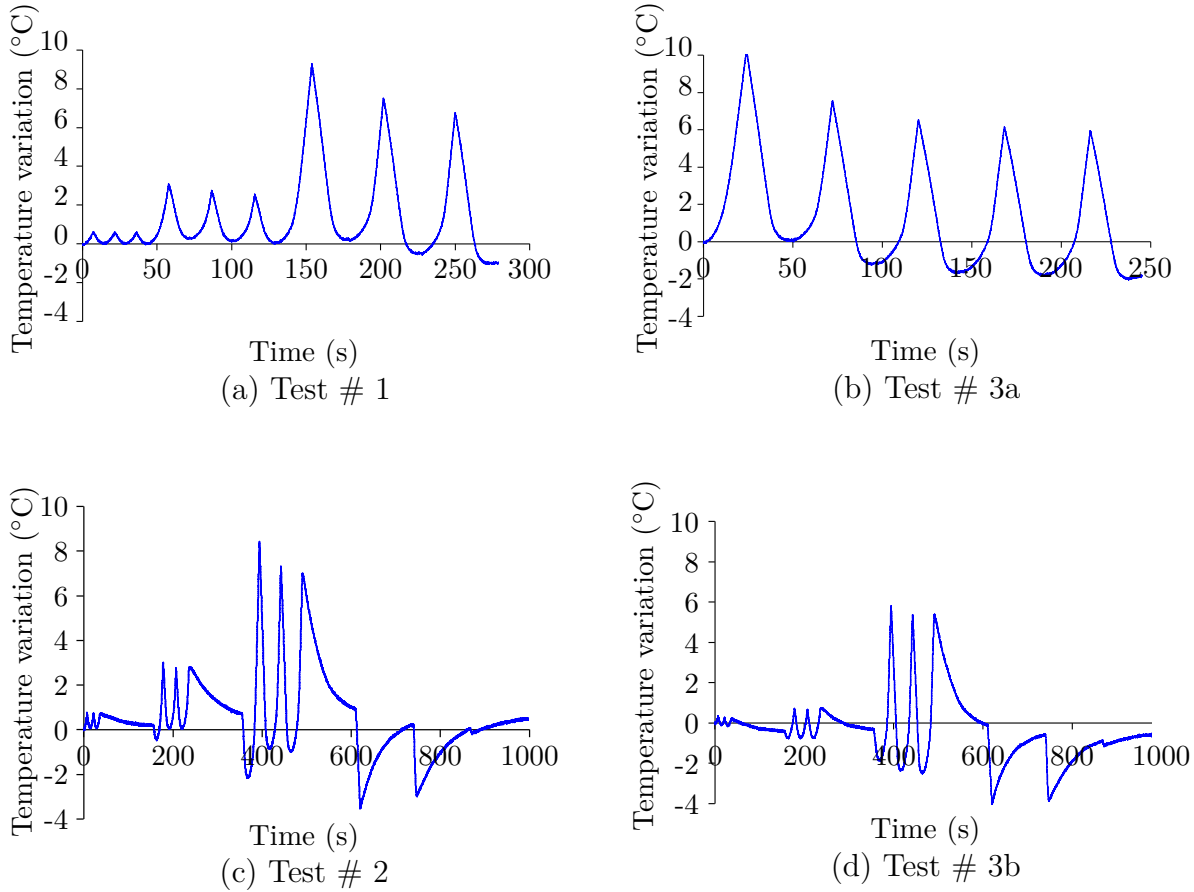 Temperature variation (°C)
10
8
6
4
2
0
-2
-4
0 50 100 150 200 250 300
Time (s)
(a) Test # 1
Temperature variation (°C)
10
8
6
4
2
0
-2
-4
0 50 100 150 200 250
Time (s)
(b) Test # 3a
Temperature variation (°C)
10
8
6
4
2
0
-2
-4
0 200 400 600 800 1000
Time (s)
(c) Test # 2
Temperature variation (°C)
10
8
6
4
2
0
-2
-4
0 200 400 600 800 1000
Time (s)
(d) Test # 3b